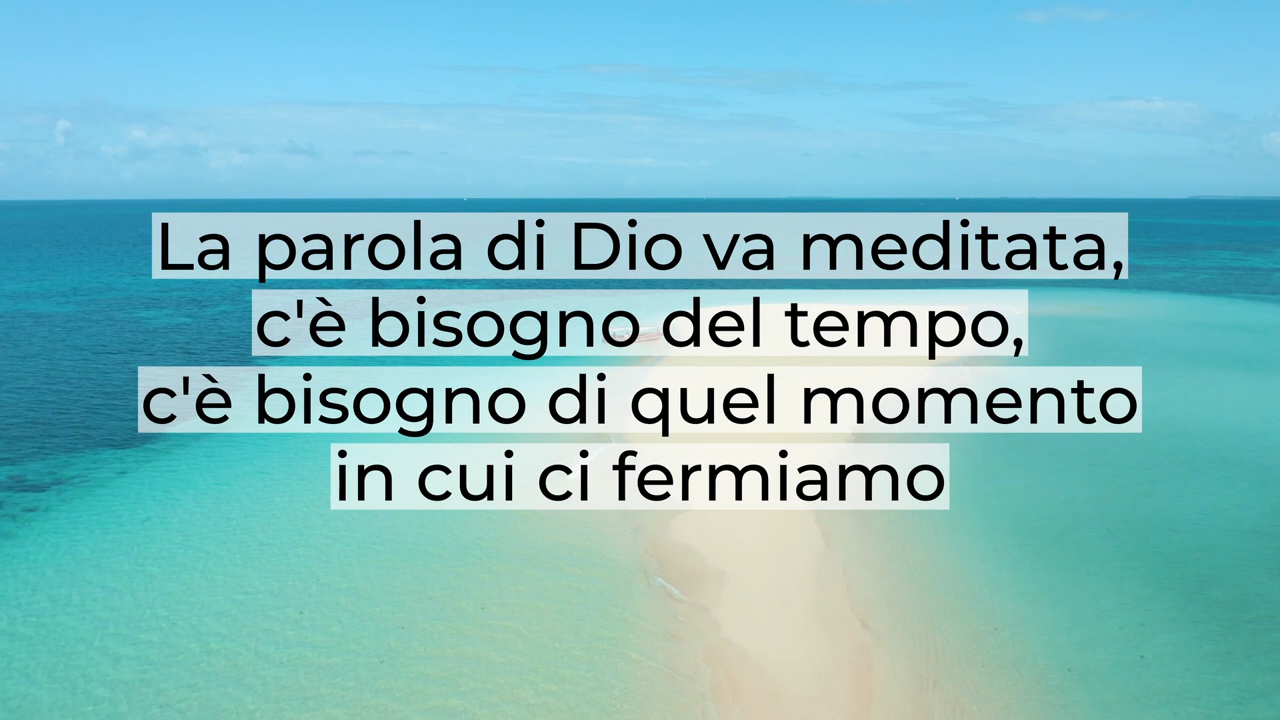 La parola di Dio va meditata,
c'è bisogno del tempo,
c'è bisogno di quel momento
in cui ci fermiamo